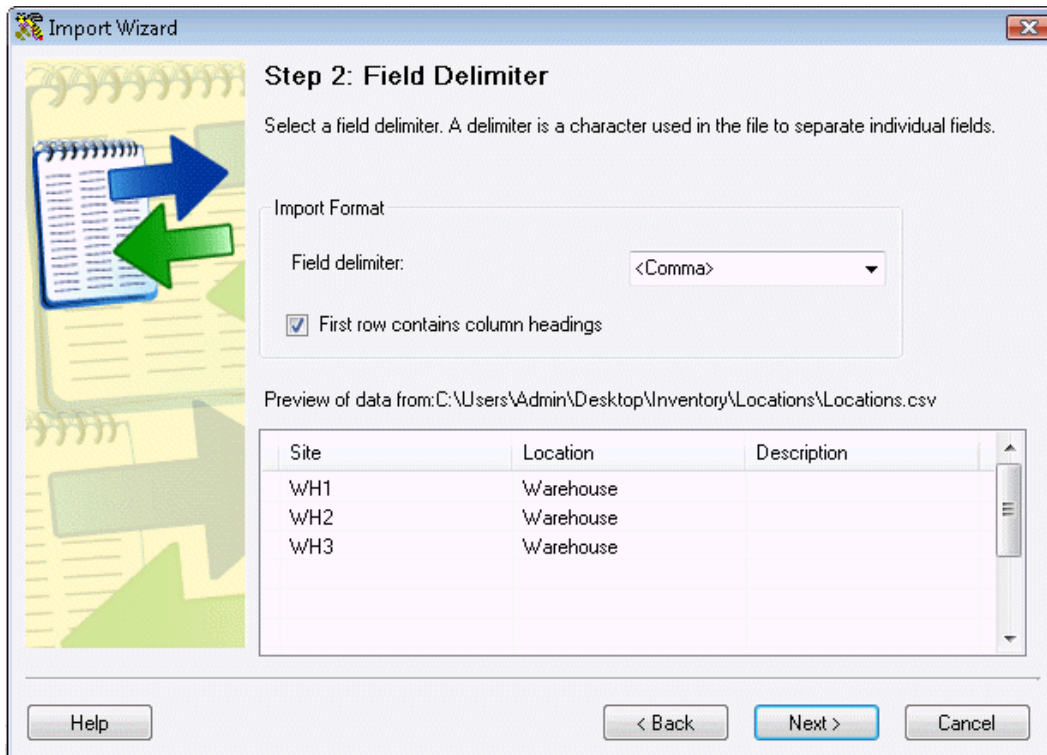 Import Wizard
Step 2: Field Delimiter
Select a field delimiter. A delimiter is a character used in the file to separate individual fields.
Import Format
Field delimiter: <Comma>
First row contains column headings
Preview of data from:C:\Users\Admin\Desktop\Inventory\Locations\Locations.csv
Site Location Description
WH1 Warehouse
WH2 Warehouse
WH3 Warehouse
Help < Back Next > Cancel